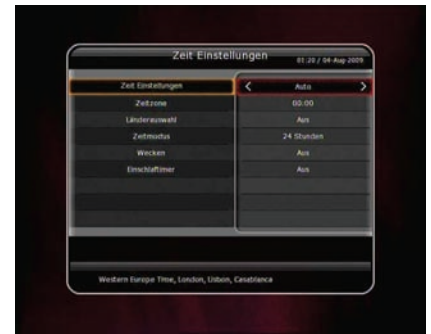 Zeit Einstellungen 01:20 / 04-Aug-2009
Zeit Einstellungen Auto
Zeitzone 00:00
Länderauswahl Aus
Zeitmodus 24 Stunden
Wecken Aus
Einschlaftimer Aus
Western Europe Time, London, Lisbon, Casablanca